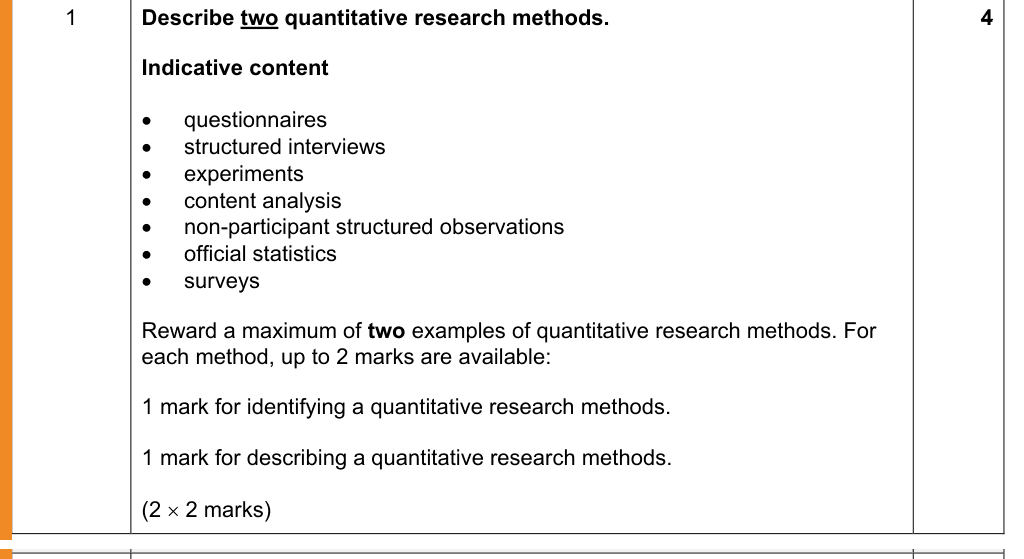 1 Describe two quantitative research methods. 4
Indicative content
• questionnaires
• structured interviews
• experiments
• content analysis
• non-participant structured observations
• official statistics
• surveys
Reward a maximum of two examples of quantitative research methods. For
each method, up to 2 marks are available:
1 mark for identifying a quantitative research methods.
1 mark for describing a quantitative research methods.
(2 × 2 marks)